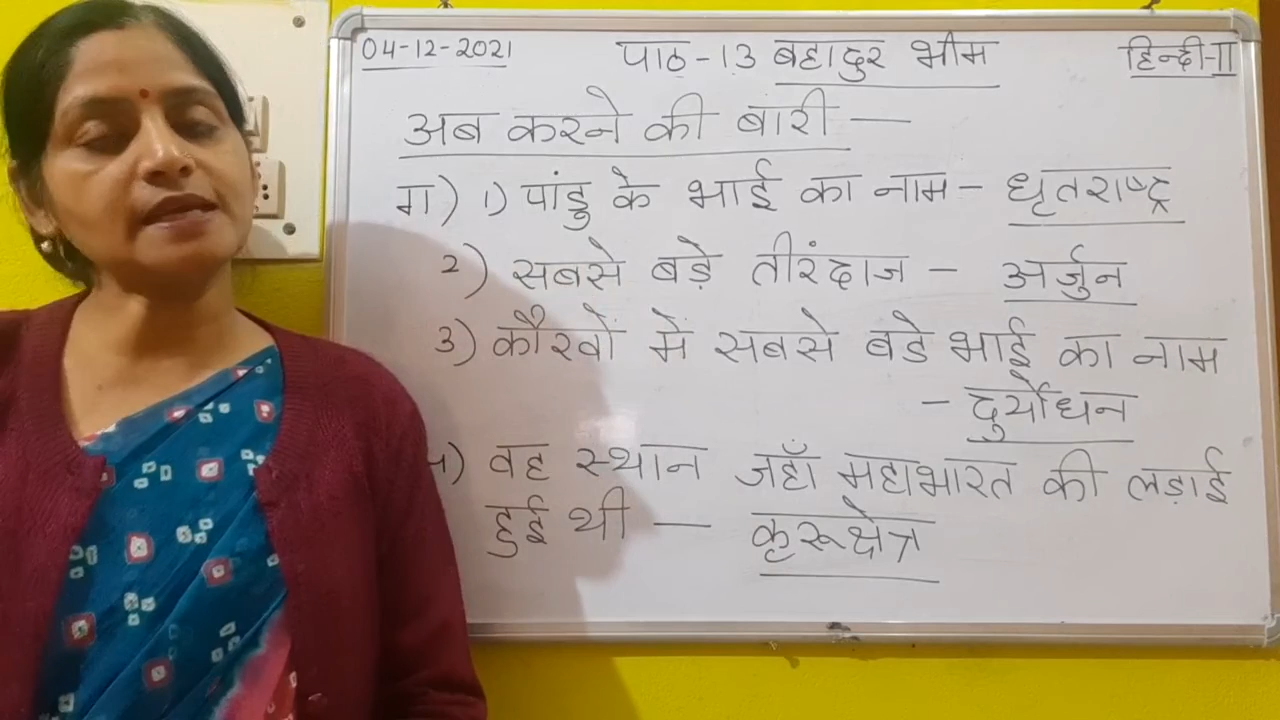 04-12-2021 पाठ-13 बहादुर भीम हिन्दी-II
अब करने की बारी —
ग) 1) पांडु के भाई का नाम - धृतराष्ट्र
2) सबसे बड़े तीरंदाज - अर्जुन
3) कौरवों में सबसे बडे भाई का नाम
- दुर्योधन
4) वह स्थान जहाँ महाभारत की लड़ाई
हुई थी — कृरूक्षेत्र